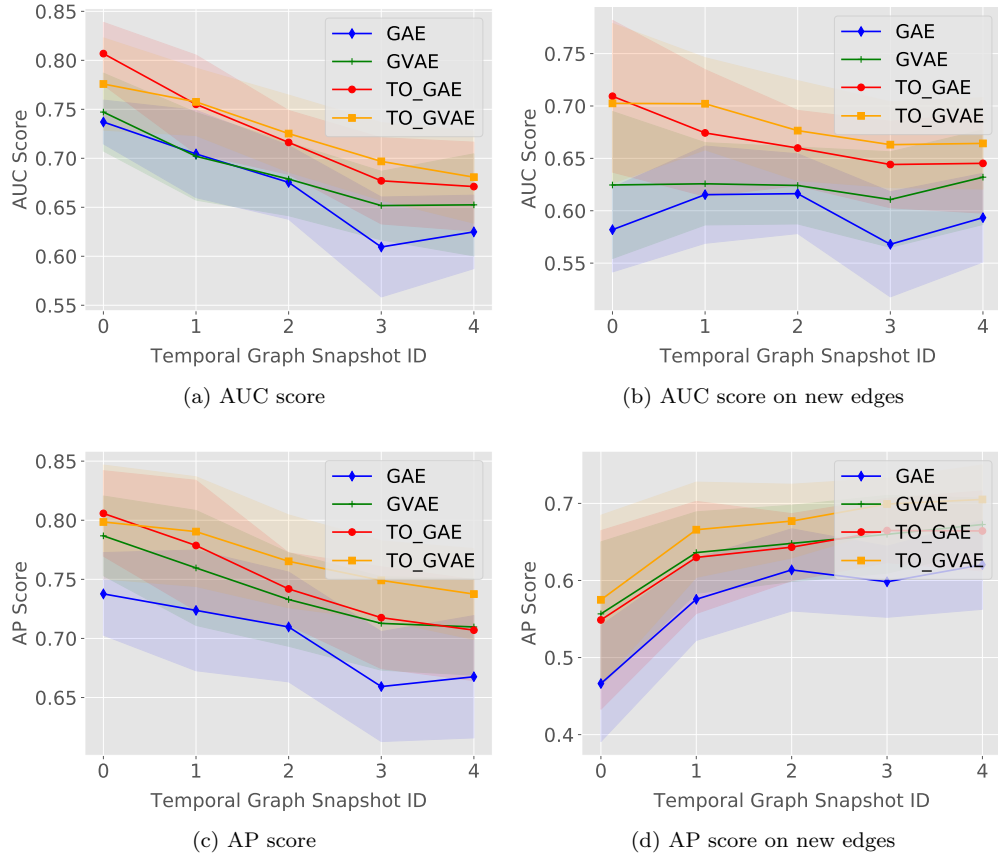 0.85
0.80
0.75
0.70
0.65
0.60
0.55
AUC Score
0 1 2 3 4
Temporal Graph Snapshot ID
GAE
GVAE
TO_GAE
TO_GVAE
(a) AUC score
0.75
0.70
0.65
0.60
0.55
AUC Score
0 1 2 3 4
Temporal Graph Snapshot ID
GAE
GVAE
TO_GAE
TO_GVAE
(b) AUC score on new edges
0.85
0.80
0.75
0.70
0.65
AP Score
0 1 2 3 4
Temporal Graph Snapshot ID
GAE
GVAE
TO_GAE
TO_GVAE
(c) AP score
0.7
0.6
0.5
0.4
AP Score
0 1 2 3 4
Temporal Graph Snapshot ID
GAE
GVAE
TO_GAE
TO_GVAE
(d) AP score on new edges